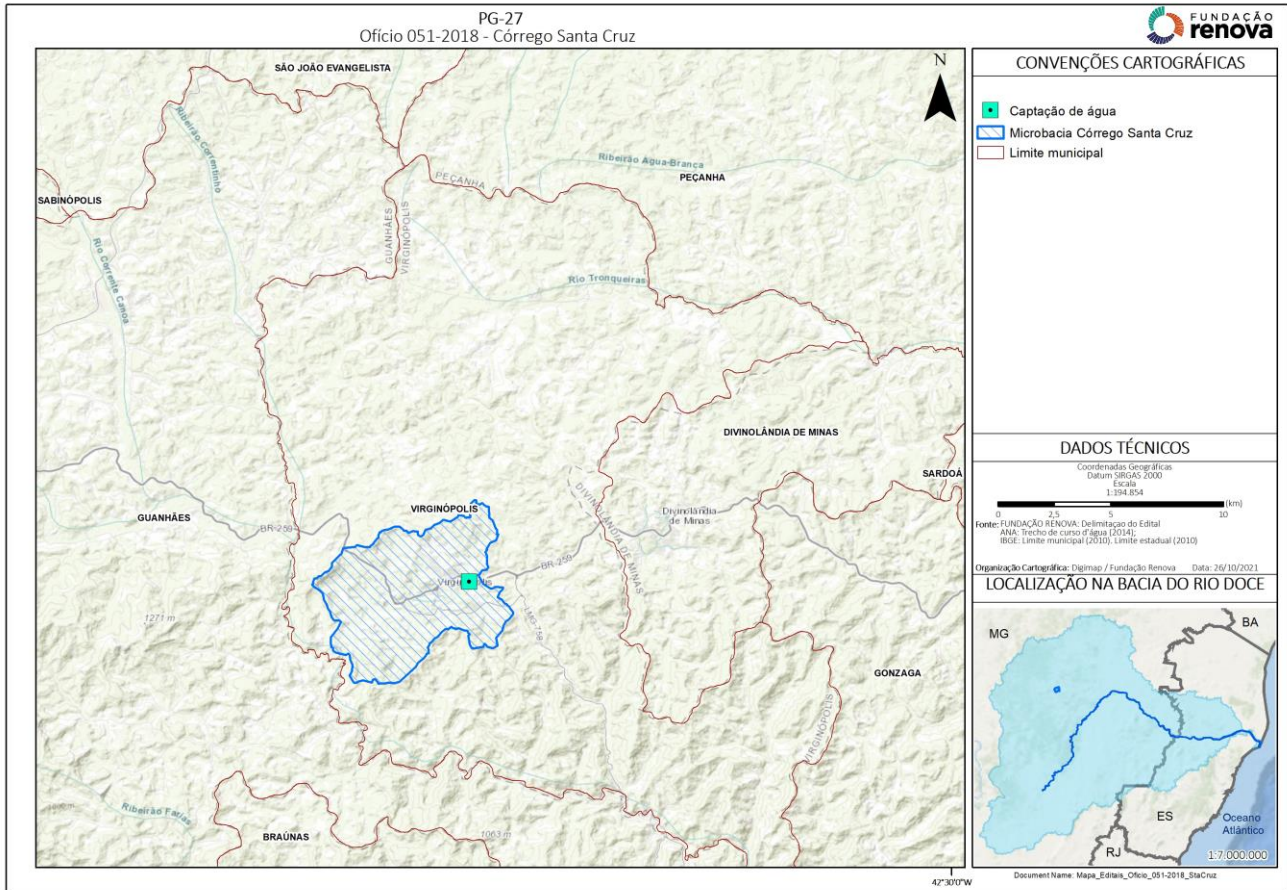 PG-27
Ofício 051-2018 - Córrego Santa Cruz
FUNDAÇÃO
renova
SÃO JOÃO EVANGELISTA
N
Ribeirão Correntinho
Ribeirão Água-Branca
PEÇANHA
PEÇANHA
SABINÓPOLIS
GUANHÃES
VIRGINÓPOLIS
Rio Corrente Canoa
Rio Tronqueiras
DIVINOLÂNDIA DE MINAS
SARDOÁ
DIVINOLÂNDIA DE MINAS
Divinolândia
de Minas
GUANHÃES
VIRGINÓPOLIS
BR-259
BR-259
Virginópolis
LMG-758
1271 m
GONZAGA
VIRGINÓPOLIS
Ribeirão Farias
BRAÚNAS
1063 m
42°30'0"W
CONVENÇÕES CARTOGRÁFICAS
Captação de água
Microbacia Córrego Santa Cruz
Limite municipal
DADOS TÉCNICOS
Coordenadas Geográficas
Datum SIRGAS 2000
Escala
1:194.854
(km)
0 2,5 5 10
Fonte: FUNDAÇÃO RENOVA: Delimitaçao do Edital
ANA: Trecho de curso d'água (2014);
IBGE: Limite municipal (2010). Limite estadual (2010)
Organização Cartográfica: Digimap / Fundação Renova Data: 26/10/2021
LOCALIZAÇÃO NA BACIA DO RIO DOCE
MG
BA
ES
Oceano
Atlântico
RJ
1:7.000.000
Document Name: Mapa_Editais_Oficio_051-2018_StaCruz